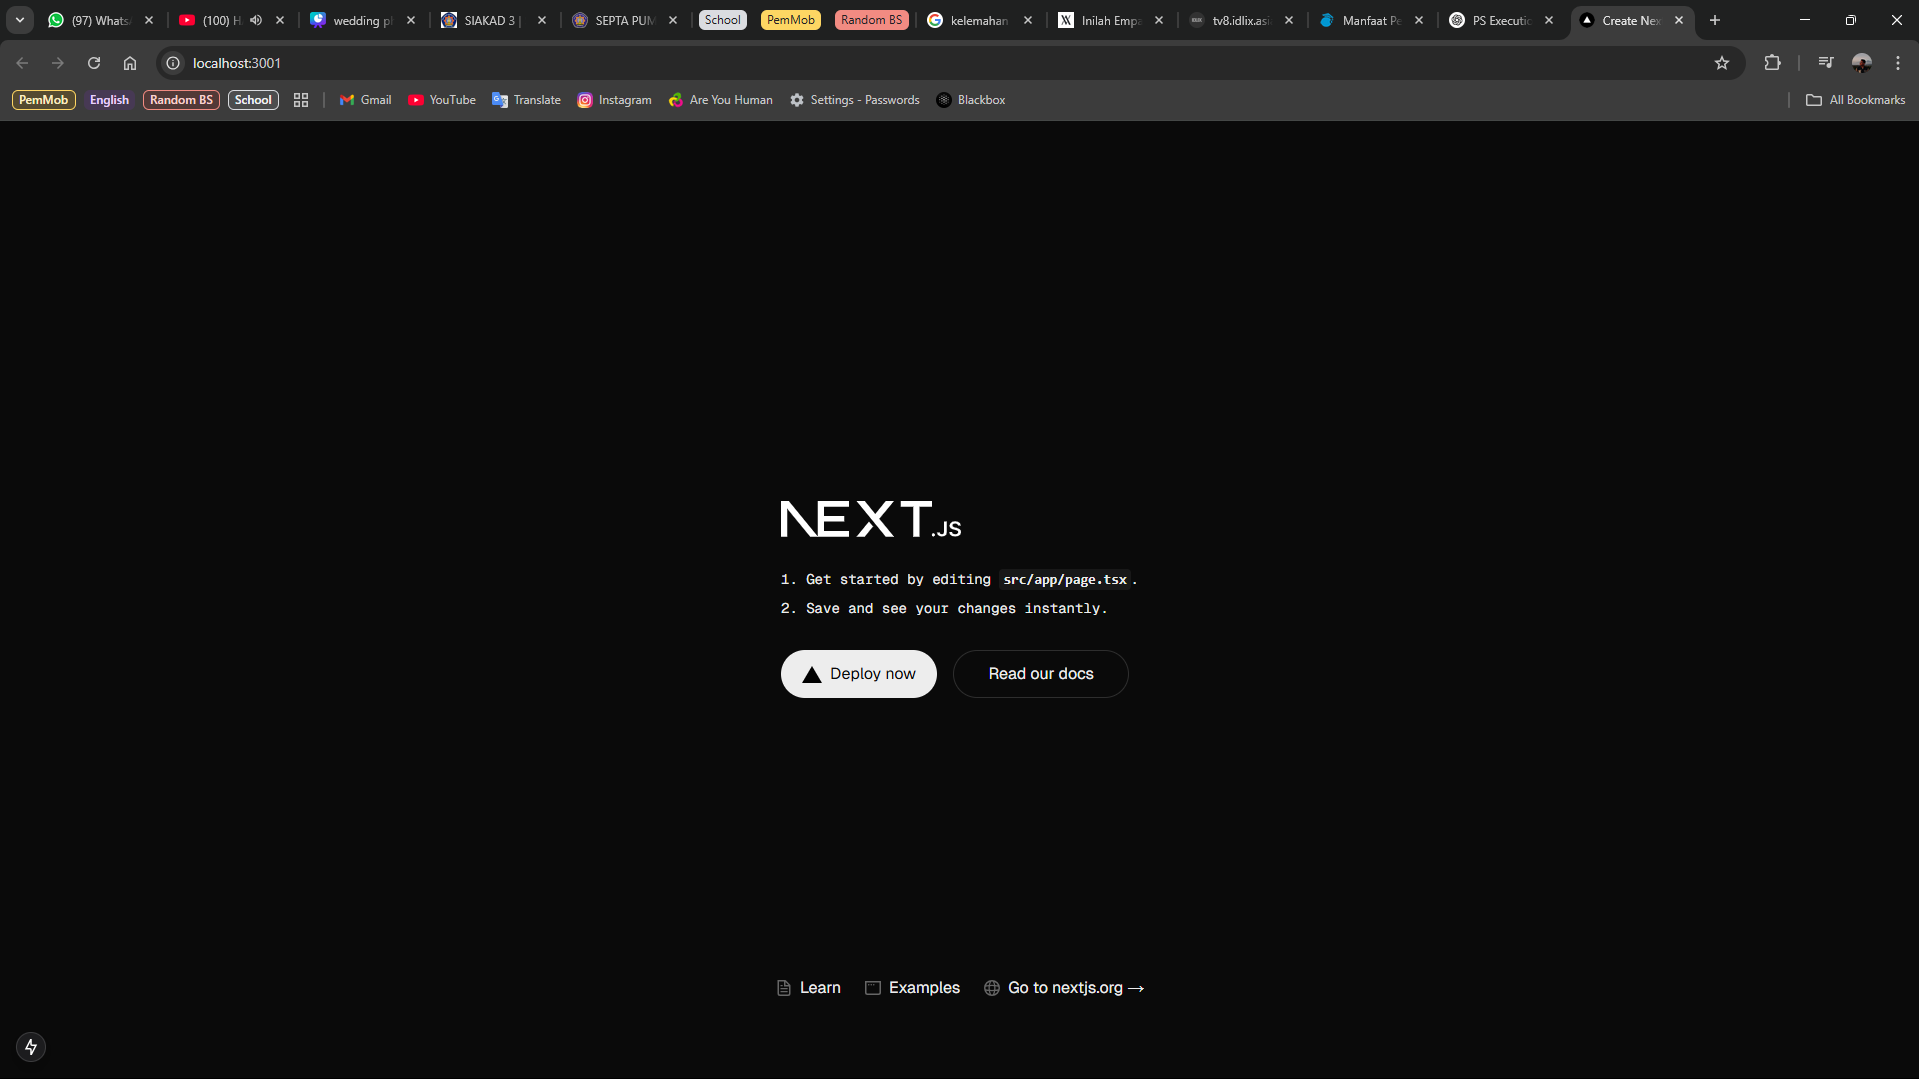 (97) Whats
(100) H
wedding p
SIAKAD 3 |
SEPTA PUM
School
PemMob
Random BS
kelemahan
Inilah Empa
tv8.idlix.asi
Manfaat Pe
PS Executio
Create Nex
localhost:3001
PemMob
English
Random BS
School
Gmail
YouTube
Translate
Instagram
Are You Human
Settings - Passwords
Blackbox
All Bookmarks
NEXT.JS
1. Get started by editing src/app/page.tsx.
2. Save and see your changes instantly.
Deploy now
Read our docs
Learn
Examples
Go to nextjs.org →